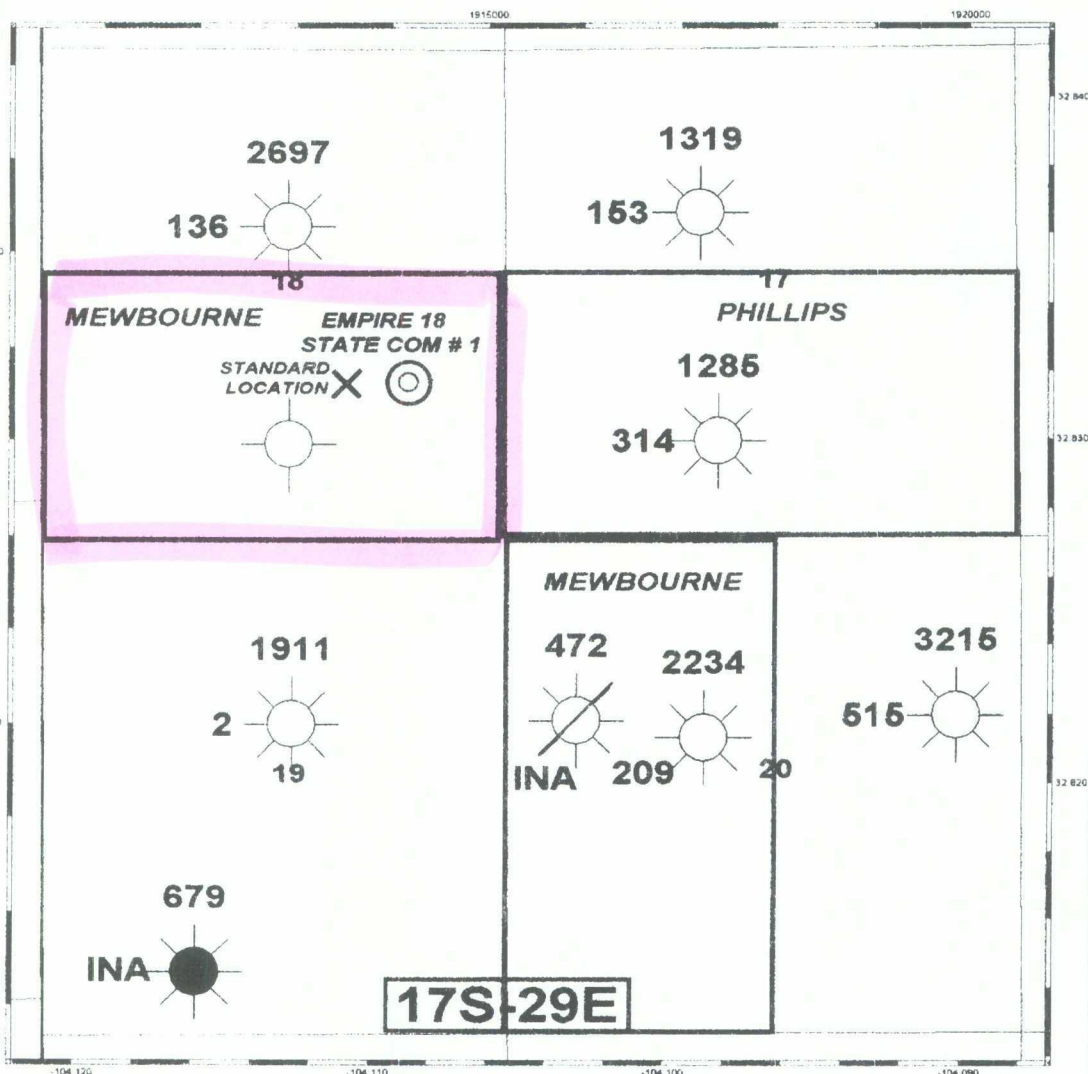 1915000
1920000
32 840
2697
1319
136
153
18
17
MEWBOURNE
EMPIRE 18
STATE COM # 1
PHILLIPS
STANDARD
LOCATION
1285
314
32 830
MEWBOURNE
1911
472
2234
3215
2
515
19
INA
209
20
32 820
679
INA
17S-29E
-104 120
-104 110
-104 100
-104 090